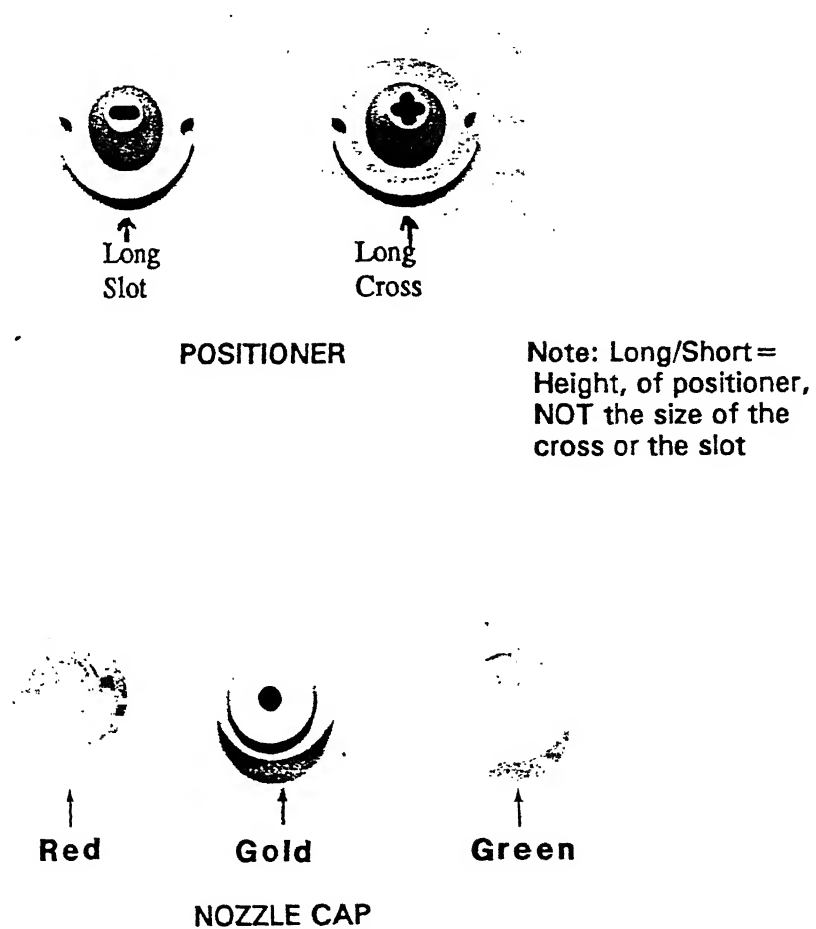 Long
Slot
Long
Cross
POSITIONER
Note: Long/Short=
Height, of positioner,
NOT the size of the
cross or the slot
Red
Gold
Green
NOZZLE CAP